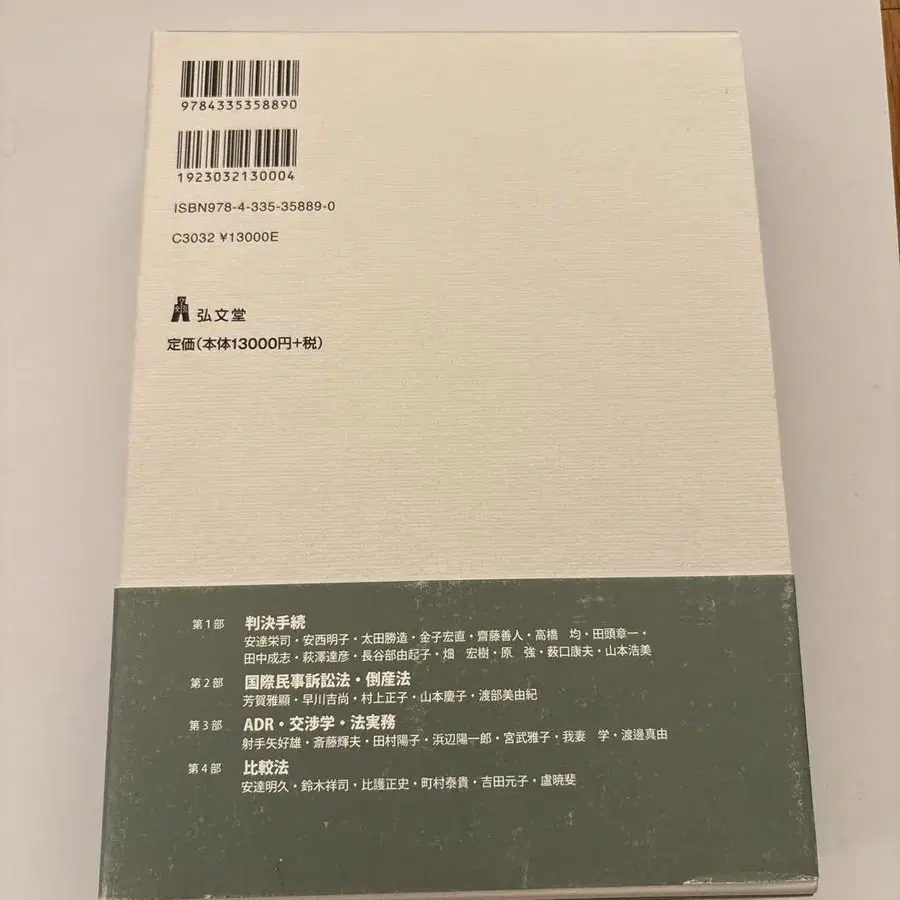 9784335358890
1923032130004
ISBN978-4-335-35889-0
C3032 ¥13000E
弘文堂
定価(本体13000円+税)
第1部 判決手続
安達栄司・安西明子・太田勝造・金子宏直・齋藤善人・高橋 均・田頭章一・
田中成志・萩澤達彦・長谷部由起子・畑 宏樹・原 強・薮口康夫・山本浩美
第2部 国際民事訴訟法・倒産法
芳賀雅顯・早川吉尚・村上正子・山本慶子・渡部美由紀
第3部 ADR・交渉学・法実務
射手矢好雄・斎藤輝夫・田村陽子・浜辺陽一郎・宮武雅子・我妻 学・渡邊真由
第4部 比較法
安達明久・鈴木祥司・比護正史・町村泰貴・吉田元子・盧暁斐